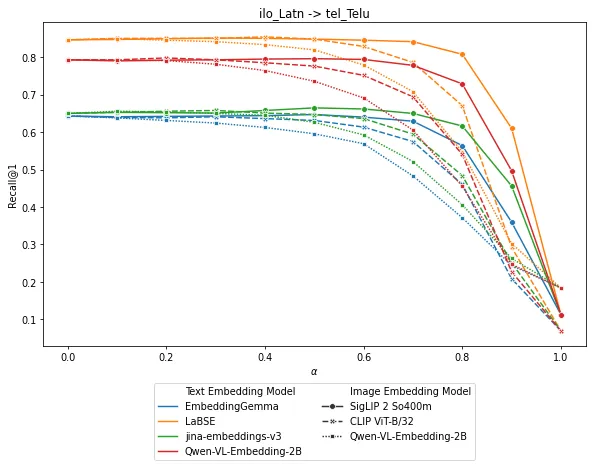 ilo_Latn -> tel_Telu
Recall@1
0.8
0.7
0.6
0.5
0.4
0.3
0.2
0.1
0.0 0.2 0.4 0.6 0.8 1.0
α
Text Embedding Model
EmbeddingGemma
LaBSE
jina-embeddings-v3
Qwen-VL-Embedding-2B
Image Embedding Model
SigLIP 2 So400m
CLIP ViT-B/32
Qwen-VL-Embedding-2B